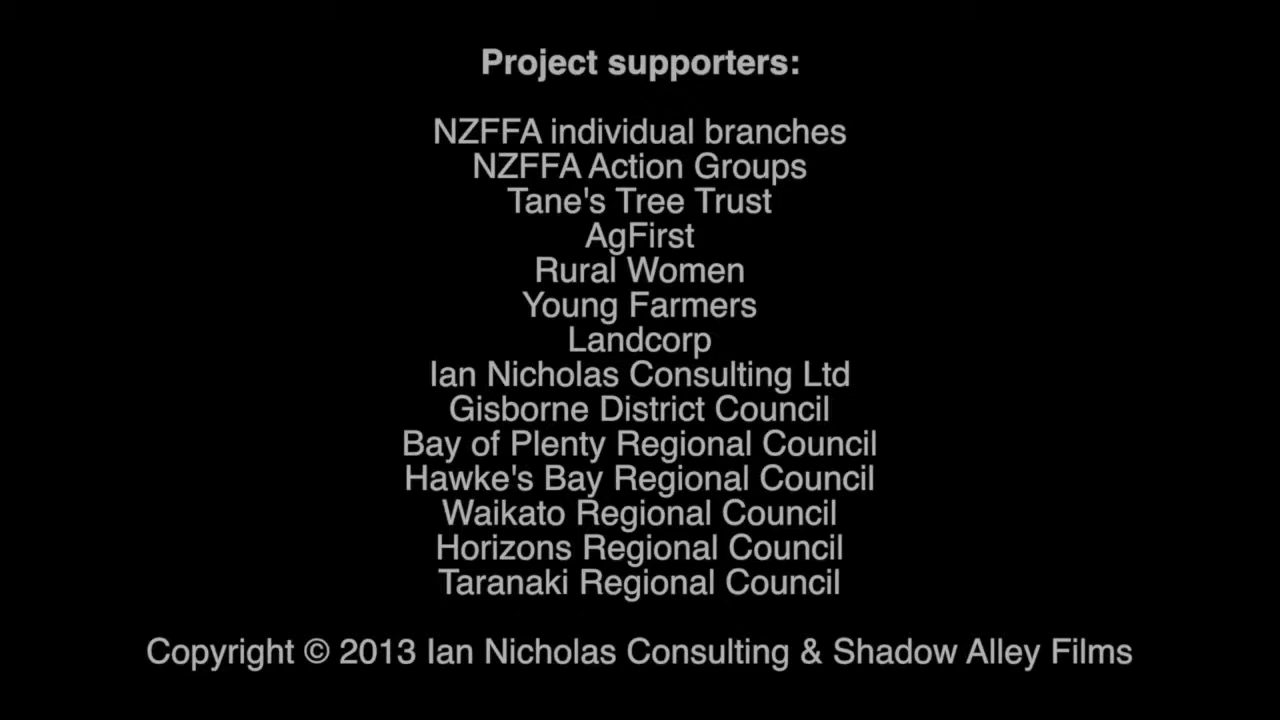 Project supporters:
NZFFA individual branches
NZFFA Action Groups
Tane's Tree Trust
AgFirst
Rural Women
Young Farmers
Landcorp
Ian Nicholas Consulting Ltd
Gisborne District Council
Bay of Plenty Regional Council
Hawke's Bay Regional Council
Waikato Regional Council
Horizons Regional Council
Taranaki Regional Council
Copyright © 2013 Ian Nicholas Consulting & Shadow Alley Films